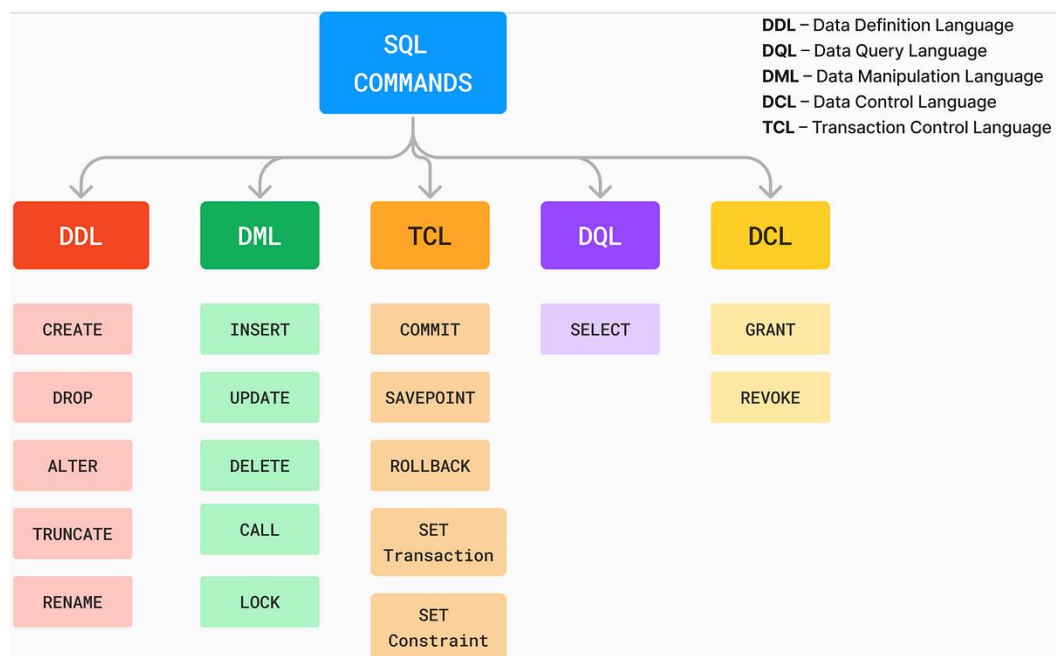 SQL
COMMANDS
DDL – Data Definition Language
DQL – Data Query Language
DML – Data Manipulation Language
DCL – Data Control Language
TCL – Transaction Control Language
DDL
DML
TCL
DQL
DCL
CREATE
INSERT
COMMIT
SELECT
GRANT
DROP
UPDATE
SAVEPOINT
REVOKE
ALTER
DELETE
ROLLBACK
TRUNCATE
CALL
SET
Transaction
RENAME
LOCK
SET
Constraint